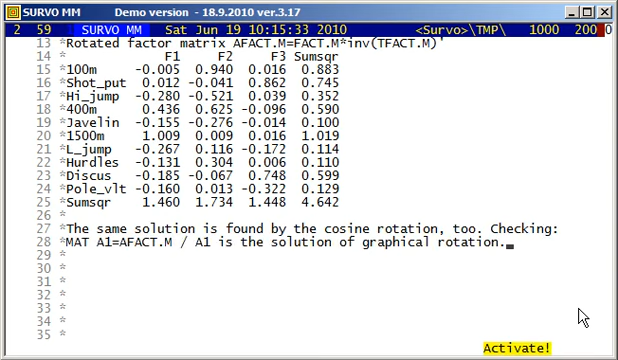 SURVO MM Demo version - 18.9.2010 ver.3.17
2 59 SURVO MM Sat Jun 19 10:15:33 2010 <Survo>\TMP\ 1000 200 0
13 *Rotated factor matrix AFACT.M=FACT.M*inv(TFACT.M)'
14 * F1 F2 F3 Sumsqr
15 *100m -0.005 0.940 0.016 0.883
16 *Shot_put 0.012 -0.041 0.862 0.745
17 *Hi_jump -0.280 -0.521 0.039 0.352
18 *400m 0.436 0.625 -0.096 0.590
19 *Javelin -0.155 -0.276 -0.014 0.100
20 *1500m 1.009 0.009 0.016 1.019
21 *L_jump -0.267 0.116 -0.172 0.114
22 *Hurdles -0.131 0.304 0.006 0.110
23 *Discus -0.185 -0.067 0.748 0.599
24 *Pole_vlt -0.160 0.013 -0.322 0.129
25 *Sumsqr 1.460 1.734 1.448 4.642
26 *
27 *The same solution is found by the cosine rotation, too. Checking:
28 *MAT A1=AFACT.M / A1 is the solution of graphical rotation.
29 *
30 *
31 *
32 *
33 *
34 *
35 *
Activate!